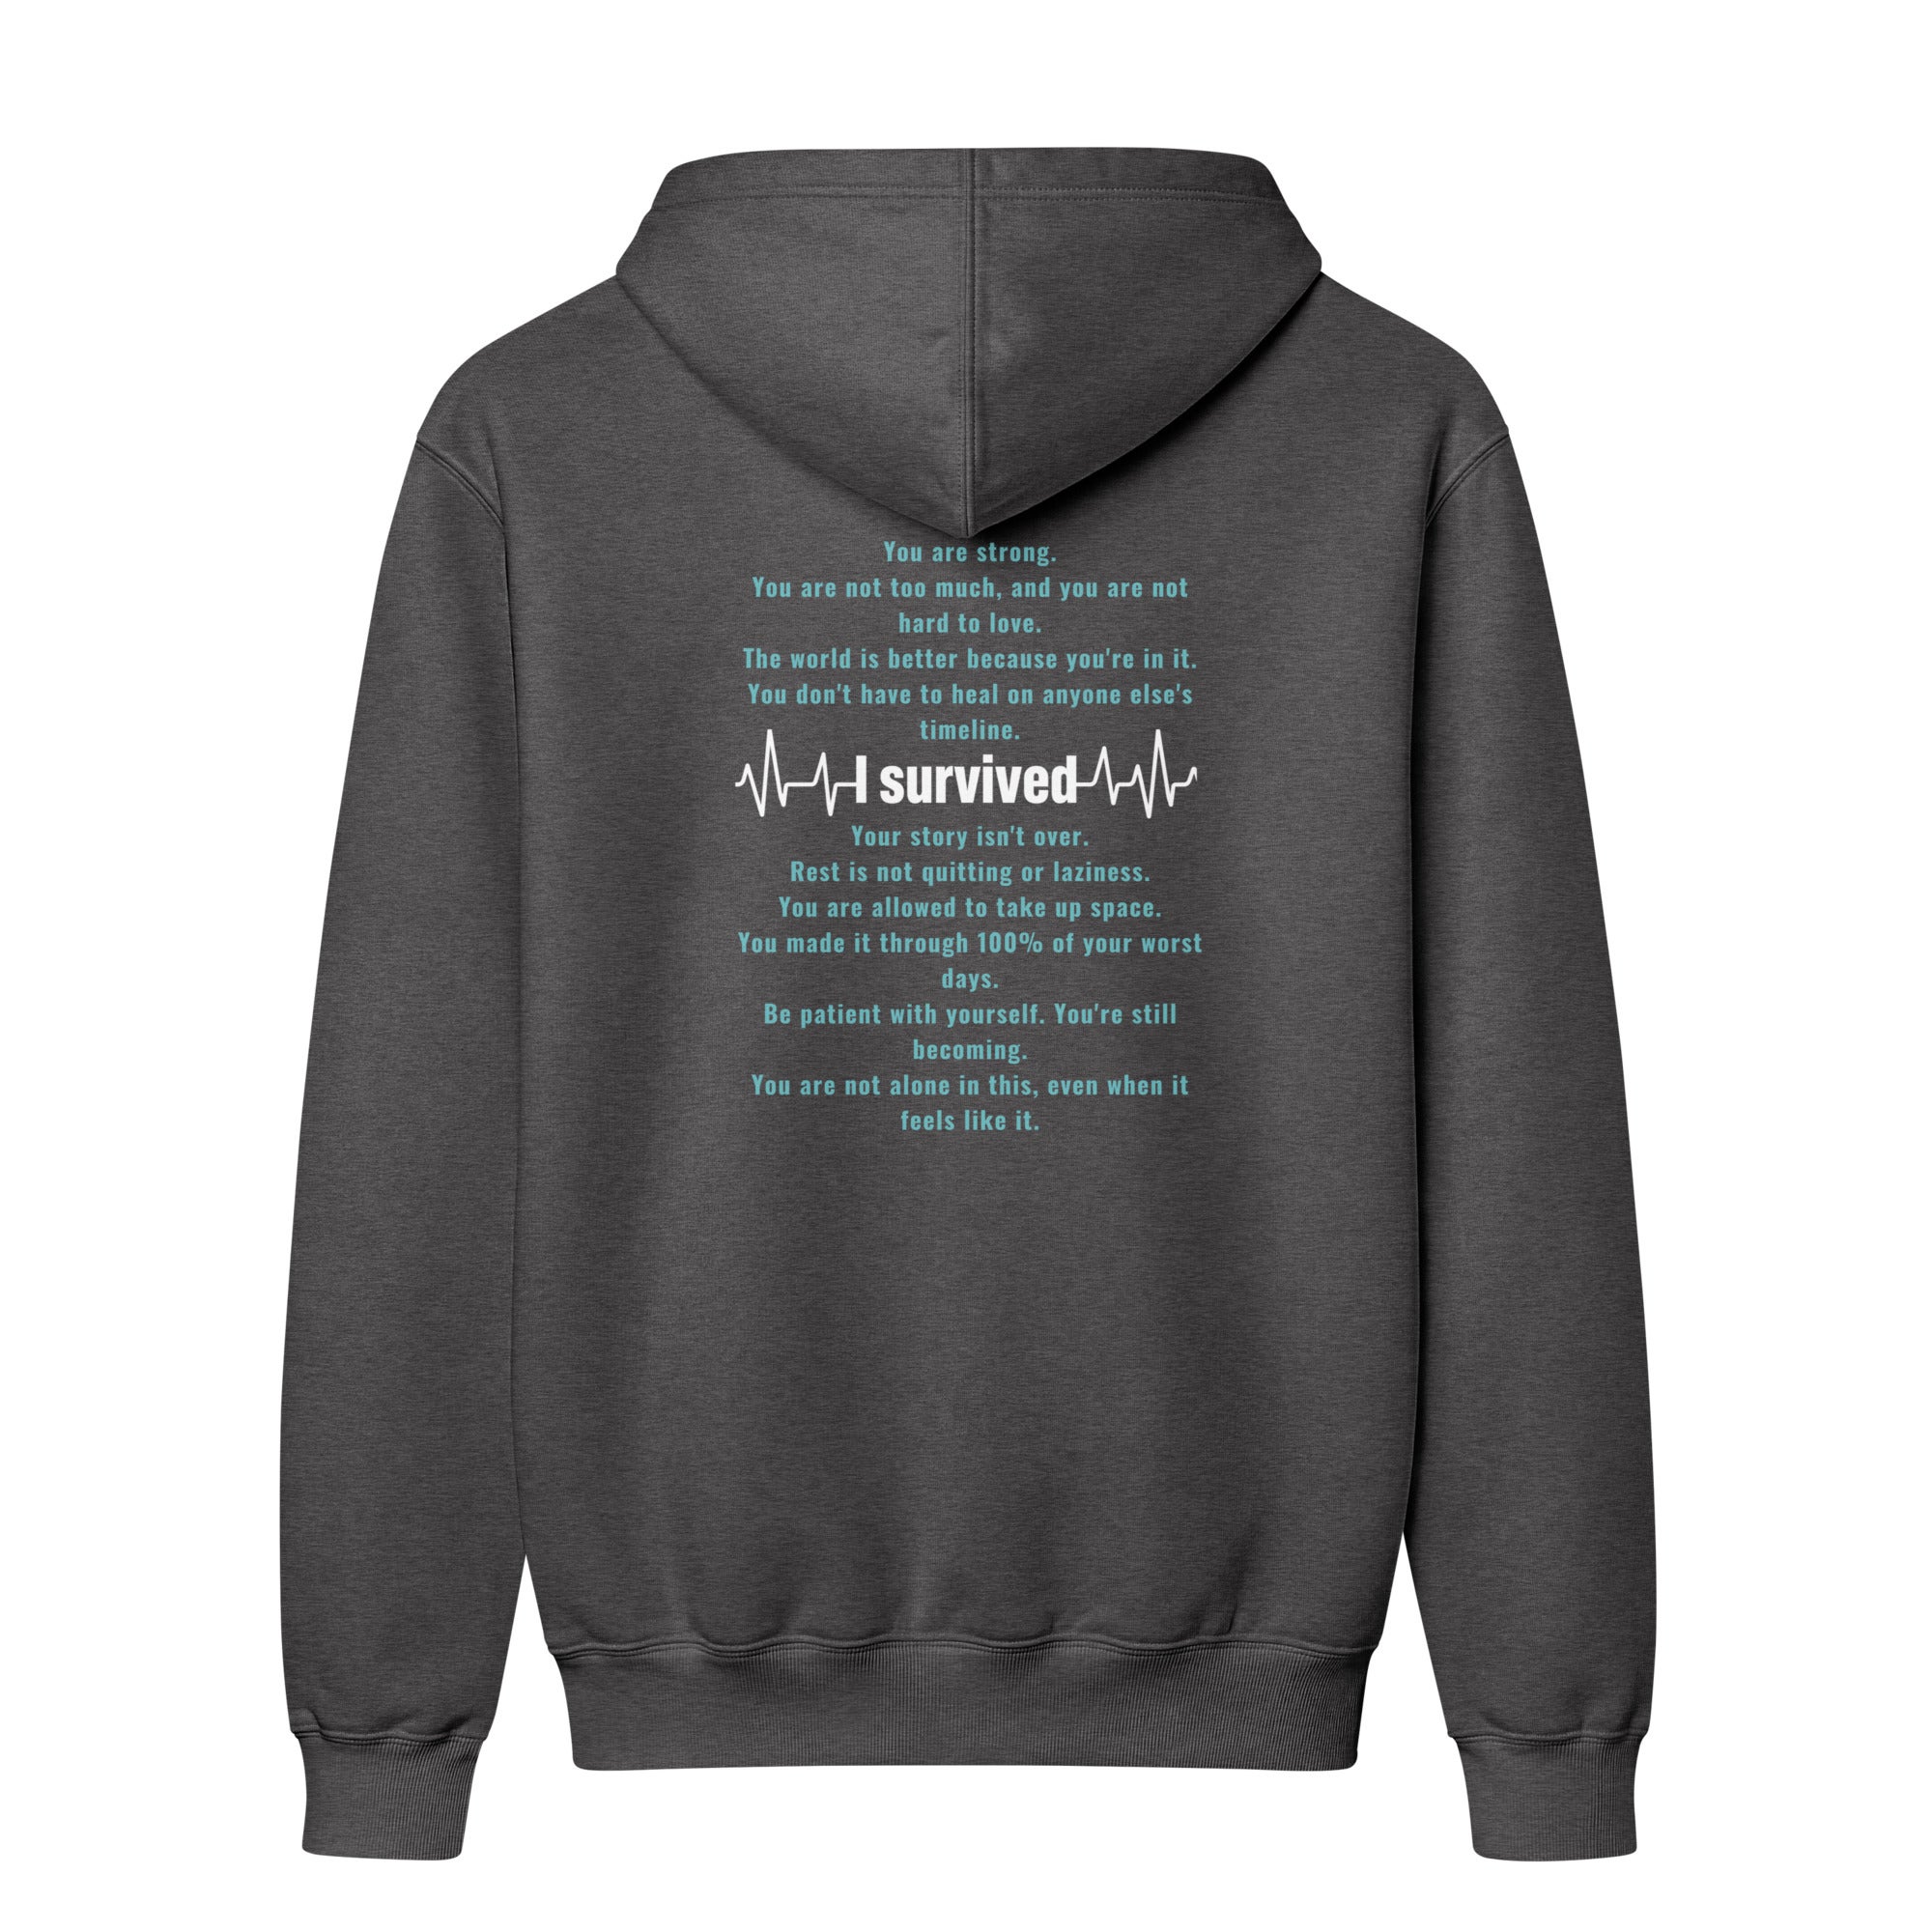 You are strong.
You are not too much, and you are not
hard to love.
The world is better because you're in it.
You don't have to heal on anyone else's
timeline.
I survived
Your story isn't over.
Rest is not quitting or laziness.
You are allowed to take up space.
You made it through 100% of your worst
days.
Be patient with yourself. You're still
becoming.
You are not alone in this, even when it
feels like it.